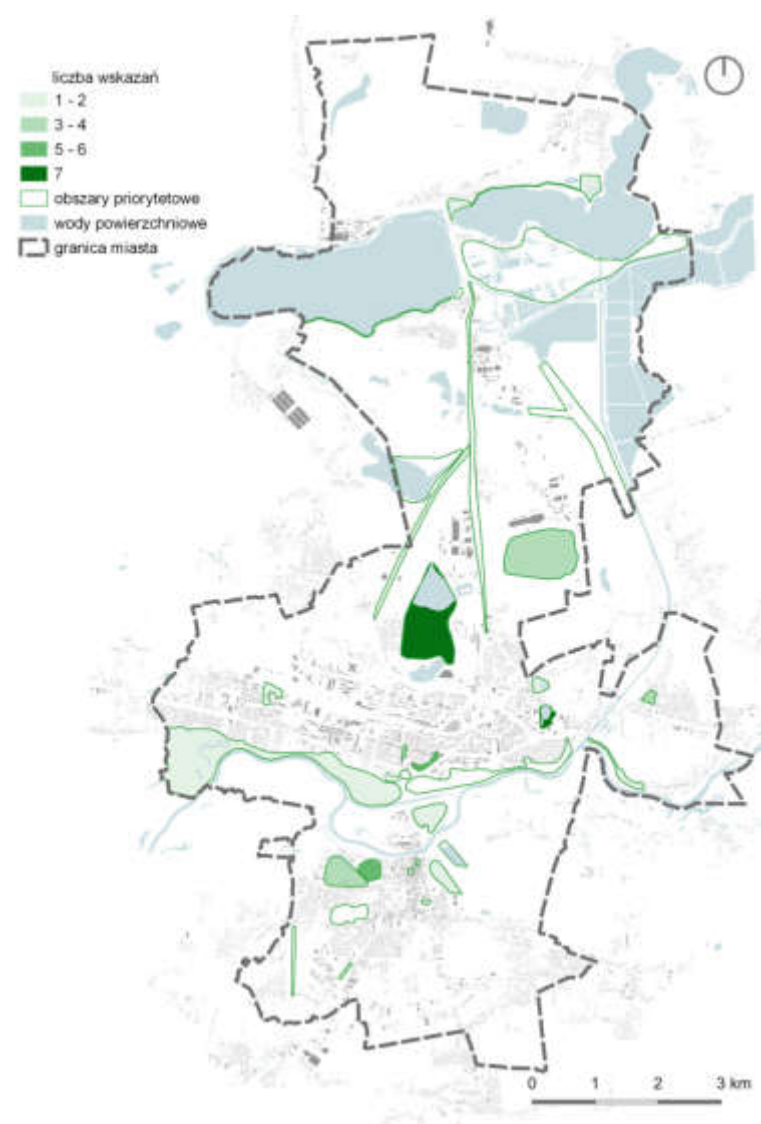 liczba wskazań
1 - 2
3 - 4
5 - 6
7
obszary priorytetowe
wody powierzchniowe
granica miasta
0 1 2 3 km